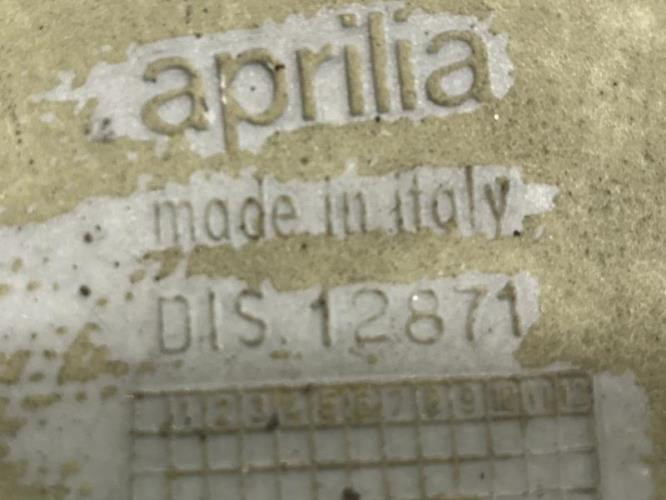 aprilia
made in italy
DIS. 12871
1 2 3 4 5 6 7 8 9 10 11 12